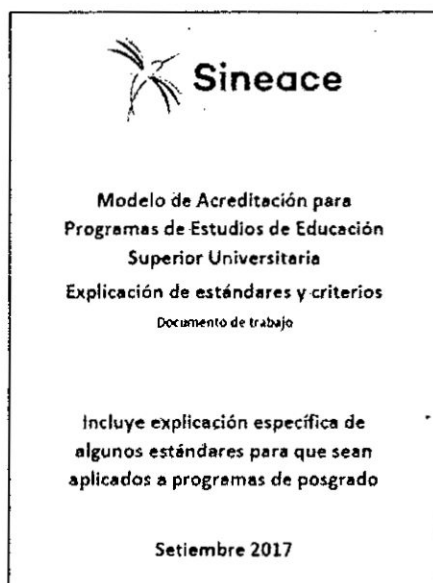 Sineace
Modelo de Acreditación para
Programas de Estudios de Educación
Superior Universitaria
Explicación de estándares y criterios
Documento de trabajo
Incluye explicación específica de
algunos estándares para que sean
aplicados a programas de posgrado
Setiembre 2017